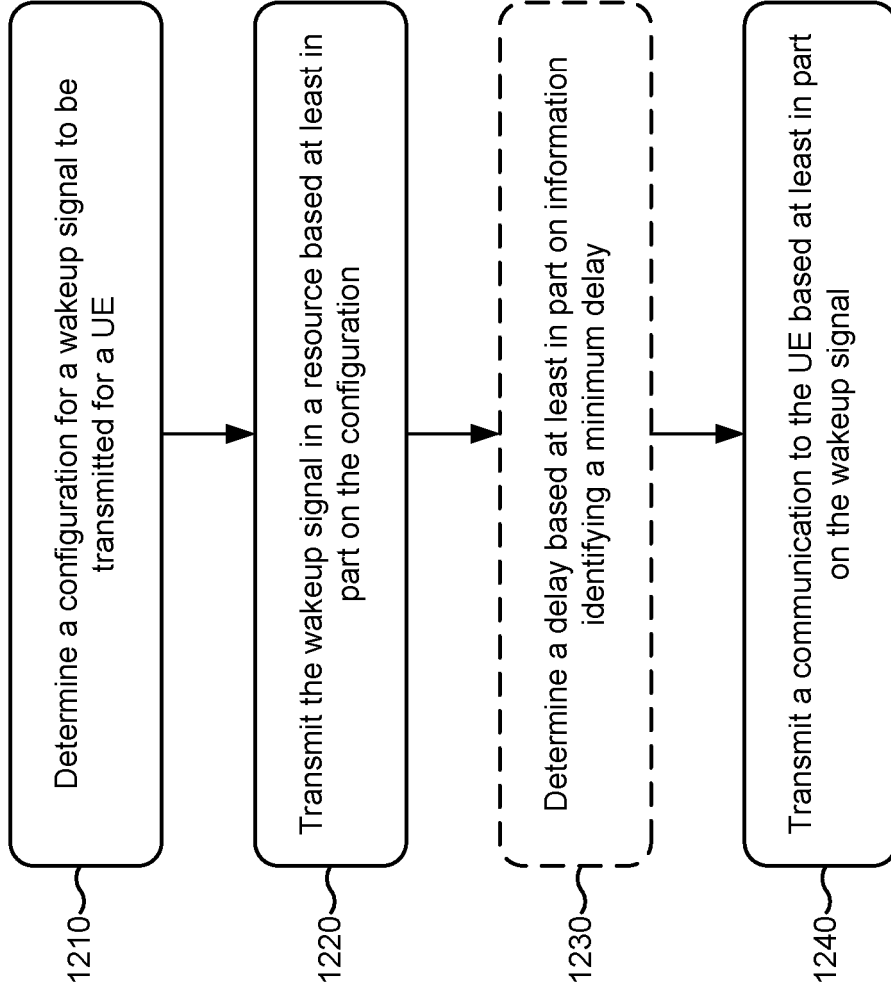 1210
Determine a configuration for a wakeup signal to be
transmitted for a UE
1220
Transmit the wakeup signal in a resource based at least in
part on the configuration
1230
Determine a delay based at least in part on information
identifying a minimum delay
1240
Transmit a communication to the UE based at least in part
on the wakeup signal